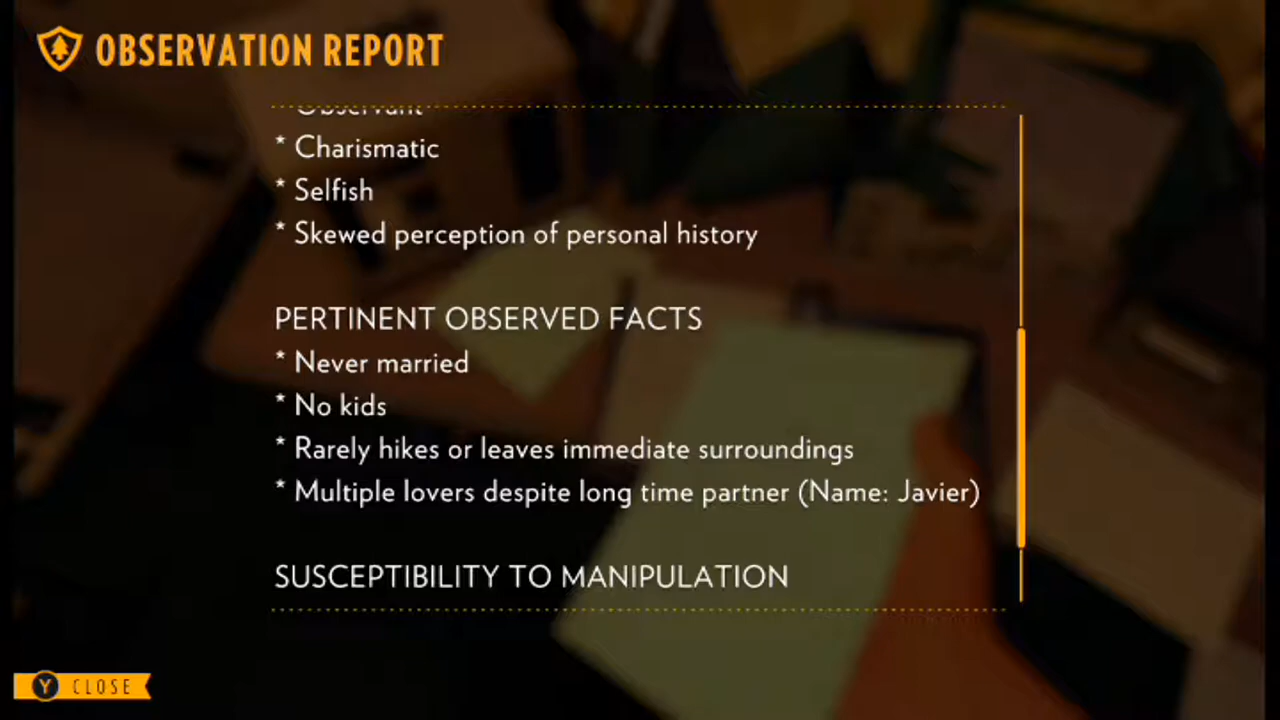 OBSERVATION REPORT
* Charismatic
* Selfish
* Skewed perception of personal history
PERTINENT OBSERVED FACTS
* Never married
* No kids
* Rarely hikes or leaves immediate surroundings
* Multiple lovers despite long time partner (Name: Javier)
SUSCEPTIBILITY TO MANIPULATION
Y CLOSE